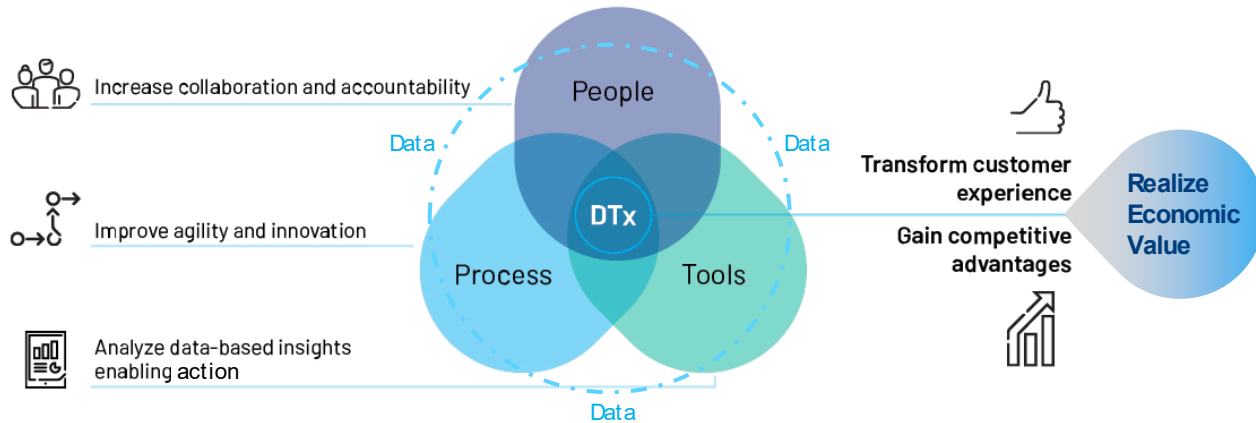 Increase collaboration and accountability
Improve agility and innovation
Analyze data-based insights
enabling action
People
Data
Data
DTx
Process
Tools
Data
Transform customer
experience
Gain competitive
advantages
Realize
Economic
Value